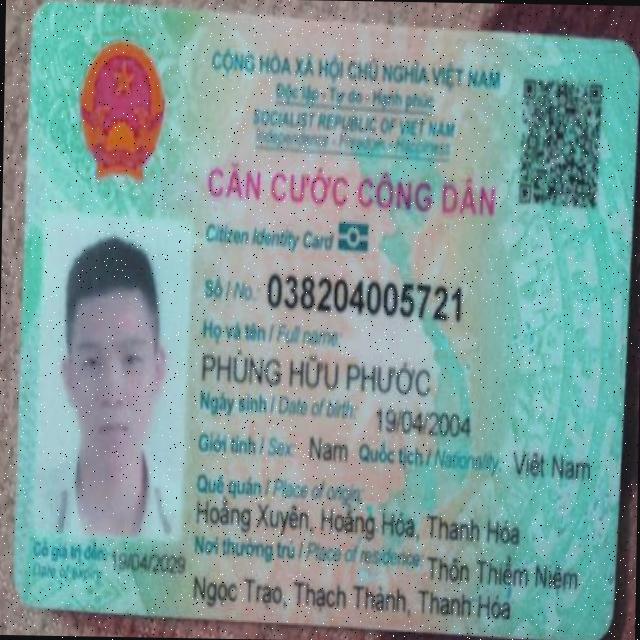 CỘNG HÒA XÃ HỘI CHỦ NGHĨA VIỆT NAM
Độc lập - Tự do - Hạnh phúc
SOCIALIST REPUBLIC OF VIET NAM
Independence - Freedom - Happiness
CĂN CƯỚC CÔNG DÂN
Citizen Identity Card
Số / No.: 038204005721
Họ và tên / Full name:
PHÙNG HỮU PHƯỚC
Ngày sinh / Date of birth: 19/04/2004
Giới tính / Sex: Nam Quốc tịch / Nationality: Việt Nam
Quê quán / Place of origin:
Hoằng Xuyên, Hoằng Hóa, Thanh Hóa
Nơi thường trú / Place of residence: Thôn Thiềm Niêm
Ngọc Trạo, Thạch Thành, Thanh Hóa
Có giá trị đến: 19/04/2029
Date of expiry